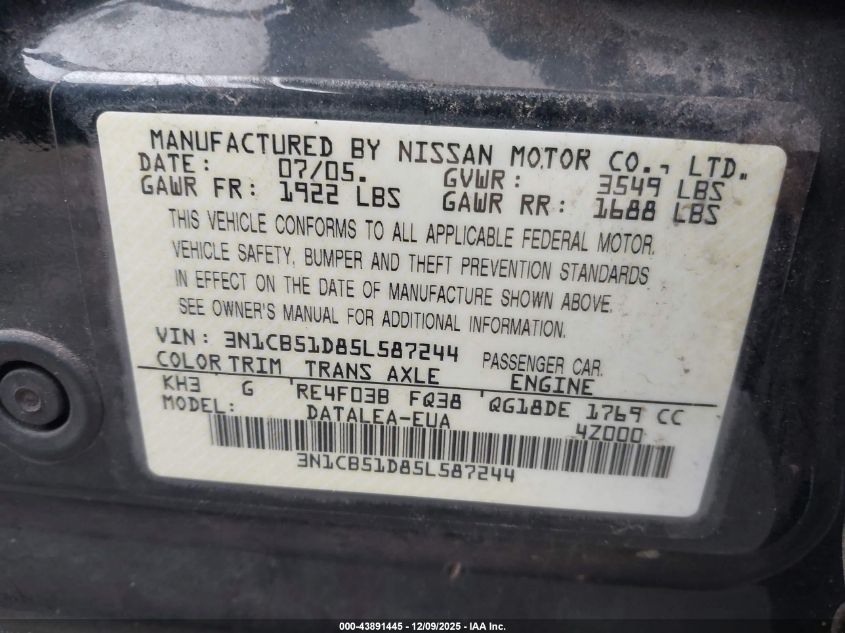 MANUFACTURED BY NISSAN MOTOR CO., LTD.
DATE: 07/05. GVWR: 3549 LBS
GAWR FR: 1922 LBS GAWR RR: 1688 LBS
THIS VEHICLE CONFORMS TO ALL APPLICABLE FEDERAL MOTOR
VEHICLE SAFETY, BUMPER AND THEFT PREVENTION STANDARDS
IN EFFECT ON THE DATE OF MANUFACTURE SHOWN ABOVE.
SEE OWNER'S MANUAL FOR ADDITIONAL INFORMATION.
VIN: 3N1CB51D85L587244 PASSENGER CAR.
COLOR TRIM TRANS AXLE ENGINE
KH3 G RE4F03B FQ38 QG18DE 1769 CC
MODEL: DATALEA-EUA 4Z000
3N1CB51D85L587244
000-43891445 | 12/09/2025 - IAA Inc.